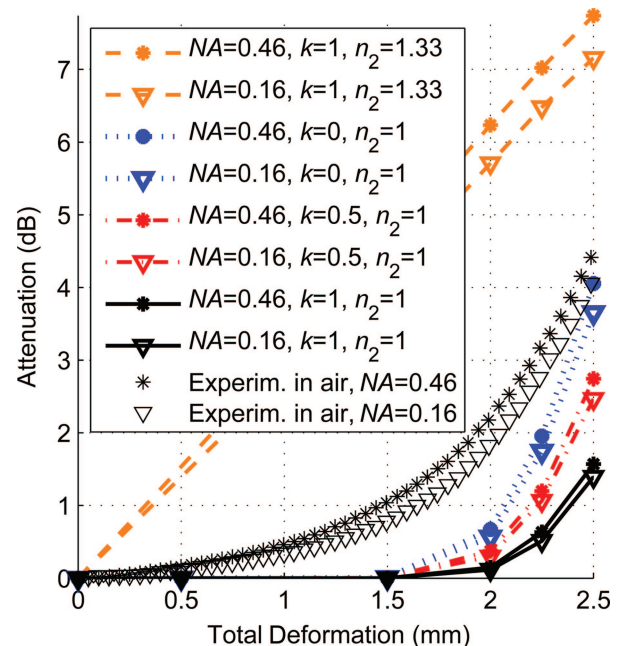 7
6
5
4
3
2
1
0
Attenuation (dB)
NA=0.46, k=1, n2=1.33
NA=0.16, k=1, n2=1.33
NA=0.46, k=0, n2=1
NA=0.16, k=0, n2=1
NA=0.46, k=0.5, n2=1
NA=0.16, k=0.5, n2=1
NA=0.46, k=1, n2=1
NA=0.16, k=1, n2=1
Experim. in air, NA=0.46
Experim. in air, NA=0.16
0 0.5 1 1.5 2 2.5
Total Deformation (mm)